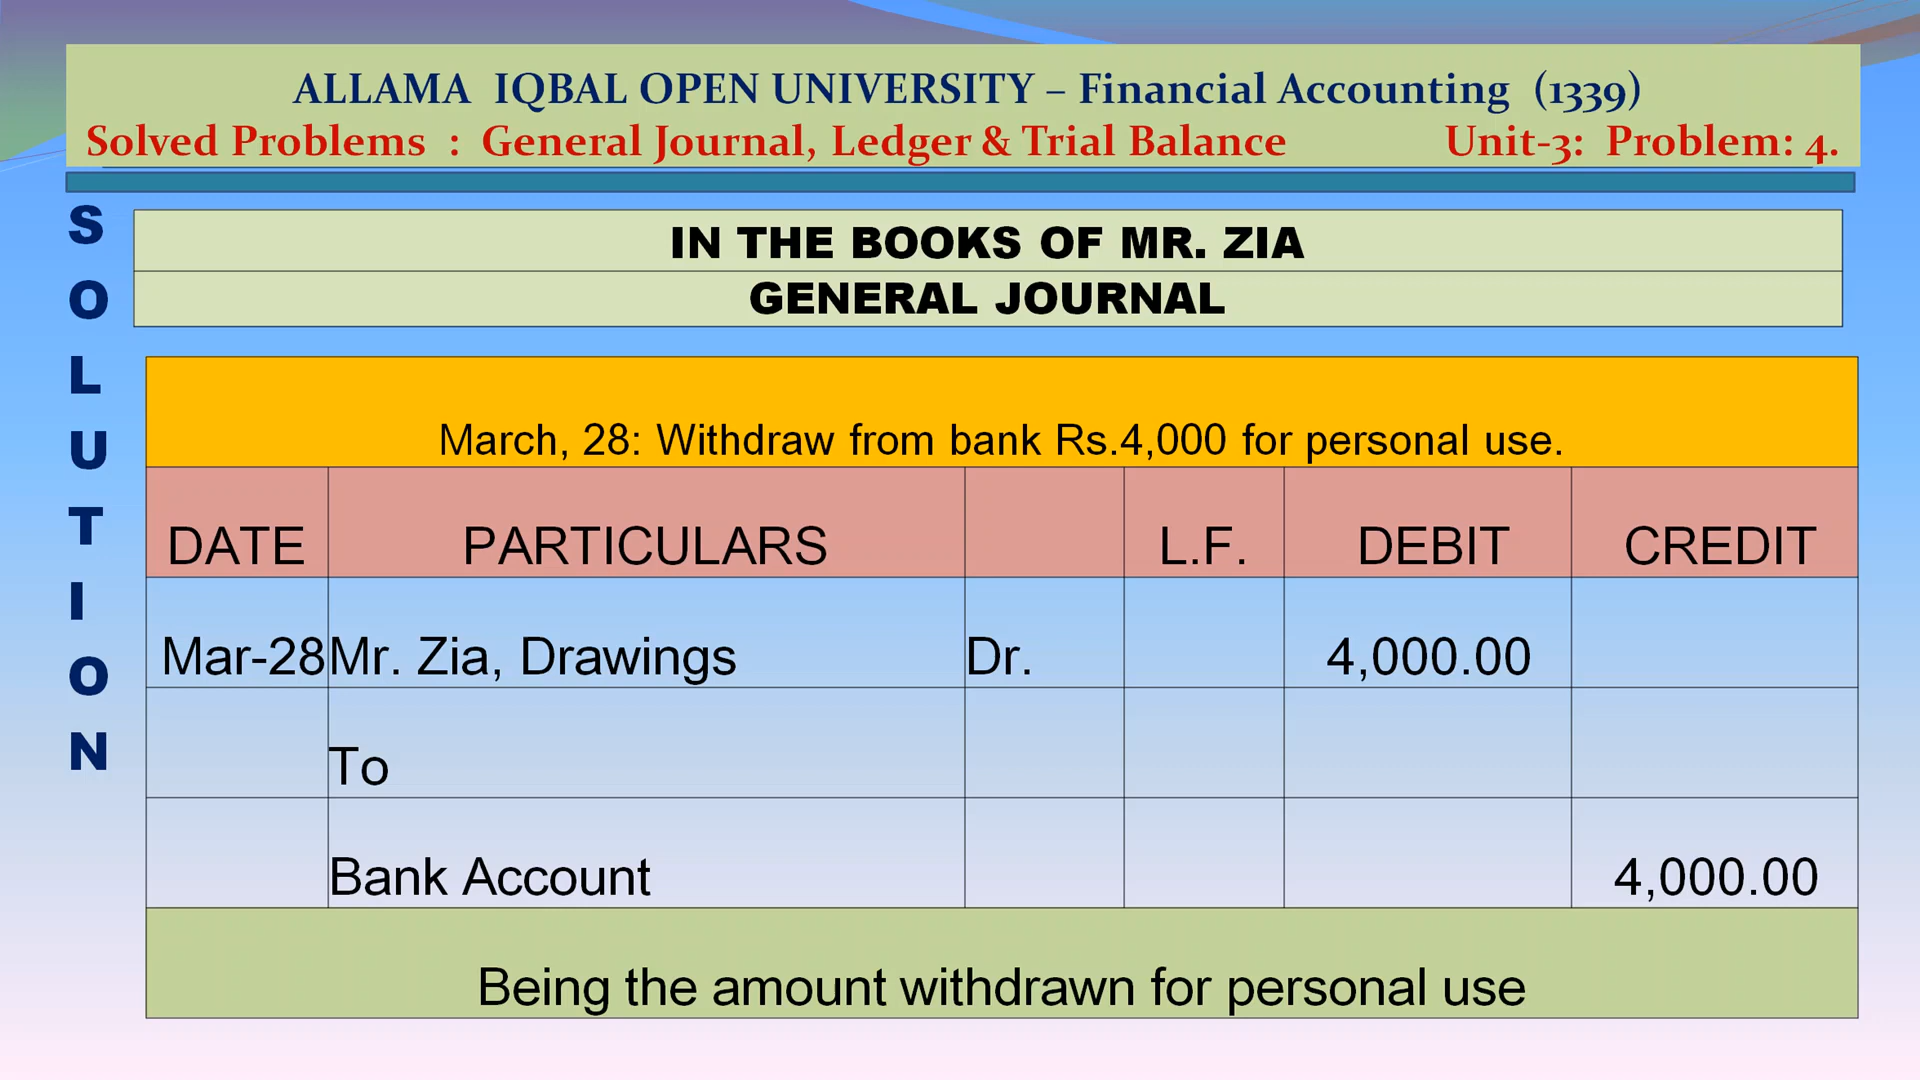 ALLAMA IQBAL OPEN UNIVERSITY – Financial Accounting (1339)
Solved Problems : General Journal, Ledger & Trial Balance Unit-3: Problem: 4.
SOLUTION
IN THE BOOKS OF MR. ZIA
GENERAL JOURNAL
March, 28: Withdraw from bank Rs.4,000 for personal use.
DATE PARTICULARS L.F. DEBIT CREDIT
Mar-28 Mr. Zia, Drawings Dr. 4,000.00
To
Bank Account 4,000.00
Being the amount withdrawn for personal use